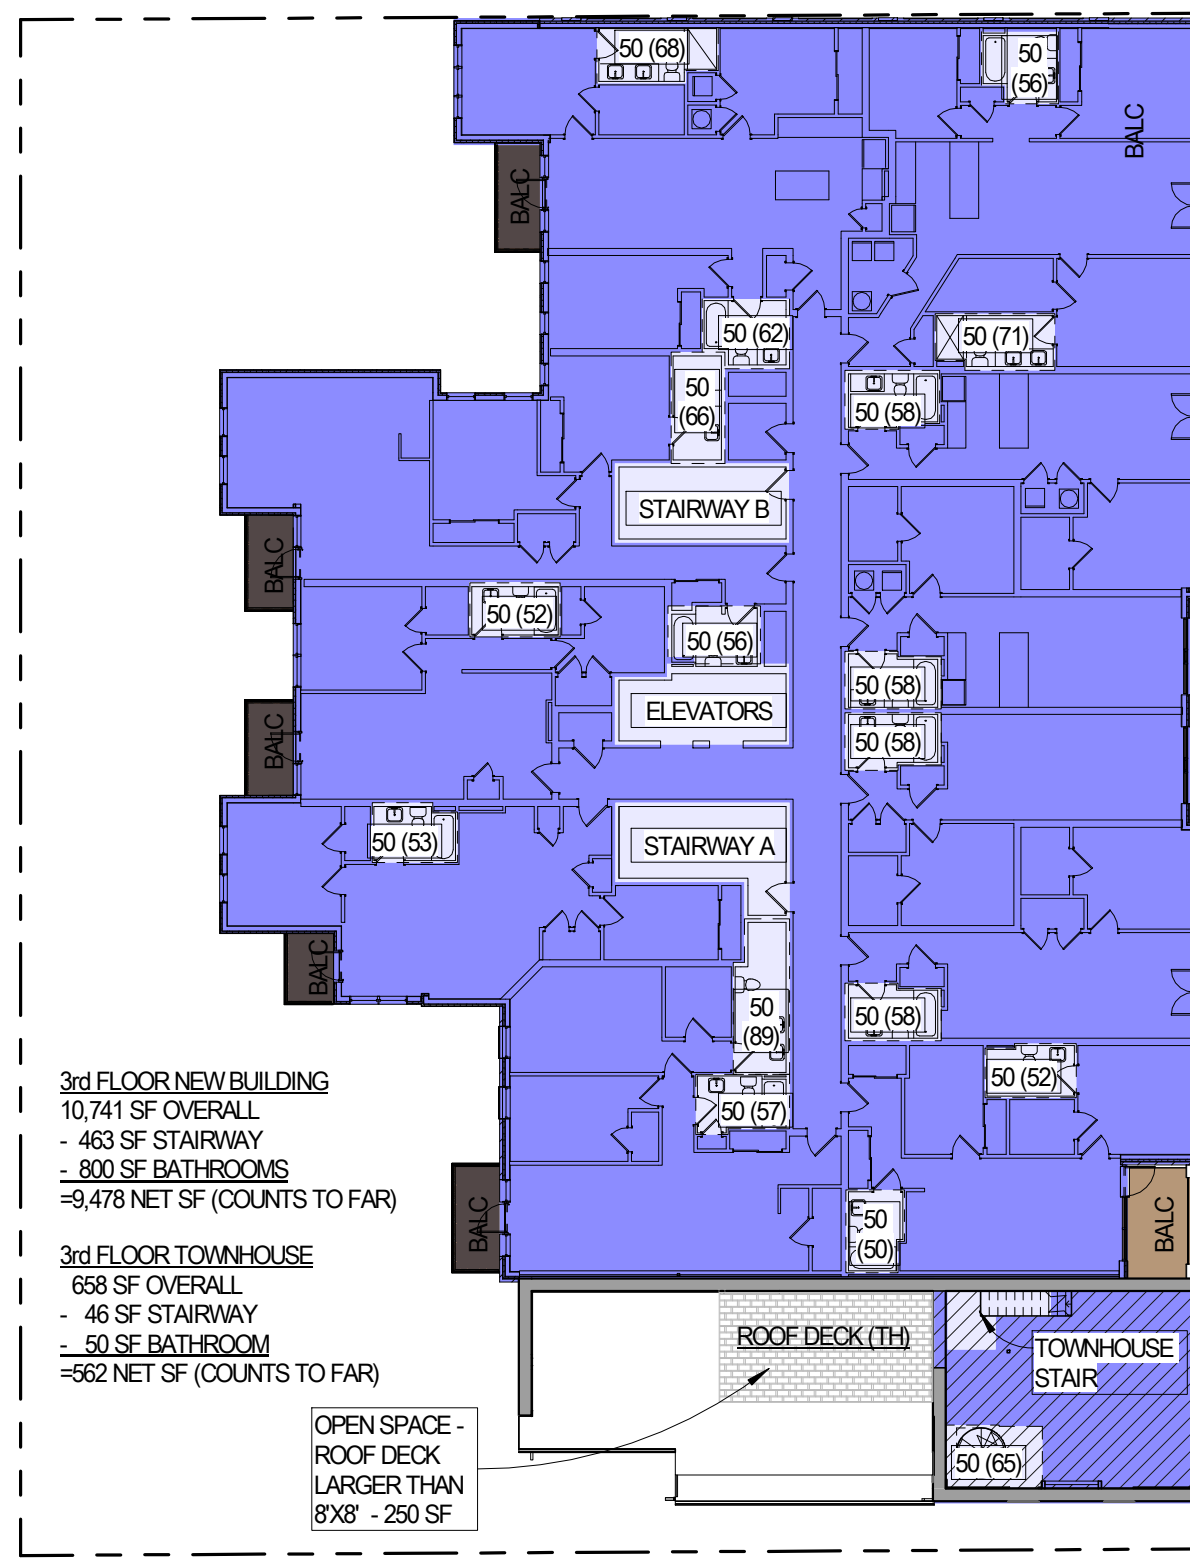 50 (68)
50
(56)
BALC
BALC
50 (62)
50 (71)
50
(66)
50 (58)
STAIRWAY B
BALC
50 (52)
50 (56)
50 (58)
ELEVATORS
BALC
50 (58)
50 (53)
STAIRWAY A
BALC
50
(89)
50 (58)
50 (52)
50 (57)
3rd FLOOR NEW BUILDING
10,741 SF OVERALL
- 463 SF STAIRWAY
- 800 SF BATHROOMS
=9,478 NET SF (COUNTS TO FAR)
BALC
50
(50)
BALC
3rd FLOOR TOWNHOUSE
658 SF OVERALL
- 46 SF STAIRWAY
- 50 SF BATHROOM
=562 NET SF (COUNTS TO FAR)
ROOF DECK (TH)
TOWNHOUSE
STAIR
OPEN SPACE -
ROOF DECK
LARGER THAN
8'X8' - 250 SF
50 (65)